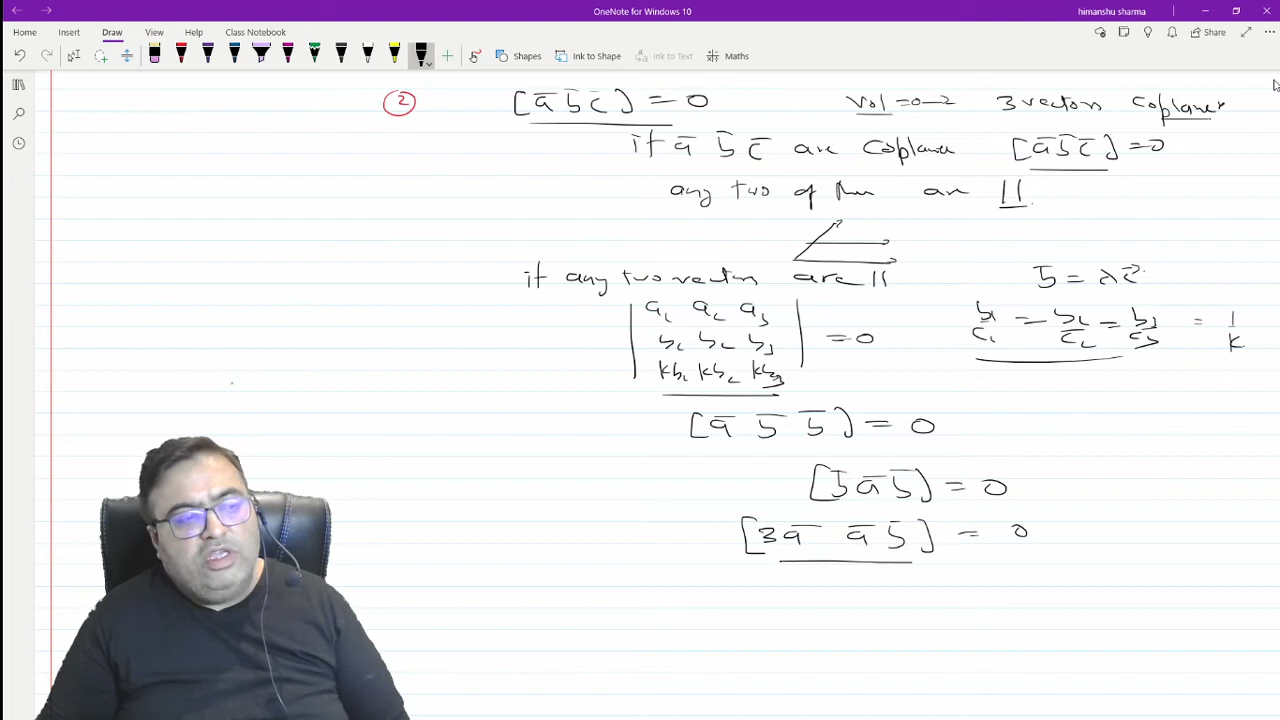 OneNote for Windows 10
himanshu sharma
Home Insert Draw View Help Class Notebook
Share
Shapes Ink to Shape Ink to Text Maths
② [ā b̄ c̄] = 0 vol = 0 3 vectors coplaner
if ā b̄ c̄ are coplaner [ā b̄ c̄] = 0
any two of them are ||.
if any two vectors are || b̄ = λc̄
| a₁ a₂ a₃ |
| b₁ b₂ b₃ | = 0 b₁/c₁ = b₂/c₂ = b₃/c₃ = 1/k
| kb₁ kb₂ kb₃ |
[ā b̄ b̄] = 0
[b̄ ā b̄] = 0
[3ā ā b̄] = 0